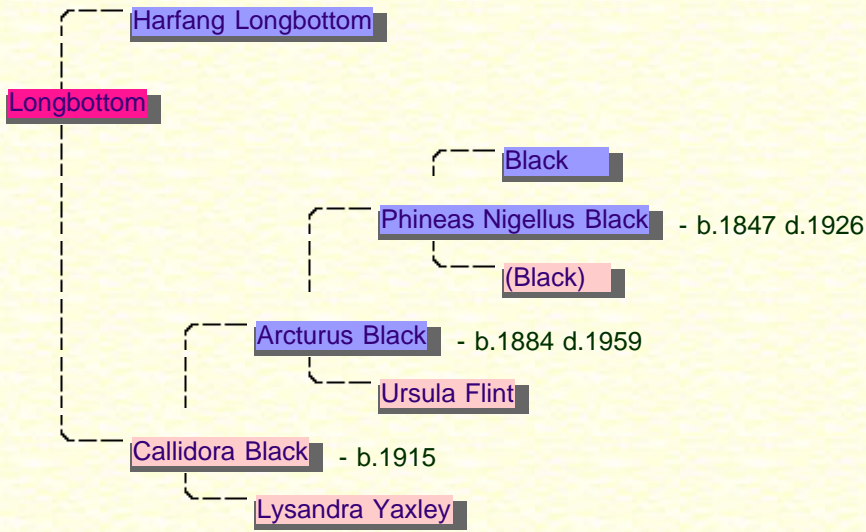 Harfang Longbottom
Longbottom
Black
Phineas Nigellus Black - b.1847 d.1926
(Black)
Arcturus Black - b.1884 d.1959
Ursula Flint
Callidora Black - b.1915
Lysandra Yaxley